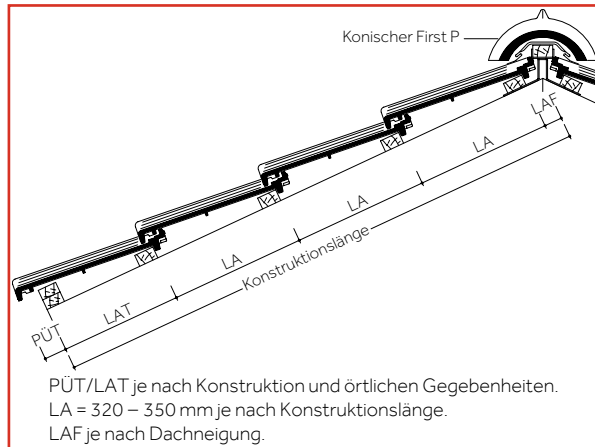 Konischer First P
LAF
LA
LA
LA
Konstruktionslänge
LAT
PÜT
PÜT/LAT je nach Konstruktion und örtlichen Gegebenheiten.
LA = 320 – 350 mm je nach Konstruktionslänge.
LAF je nach Dachneigung.